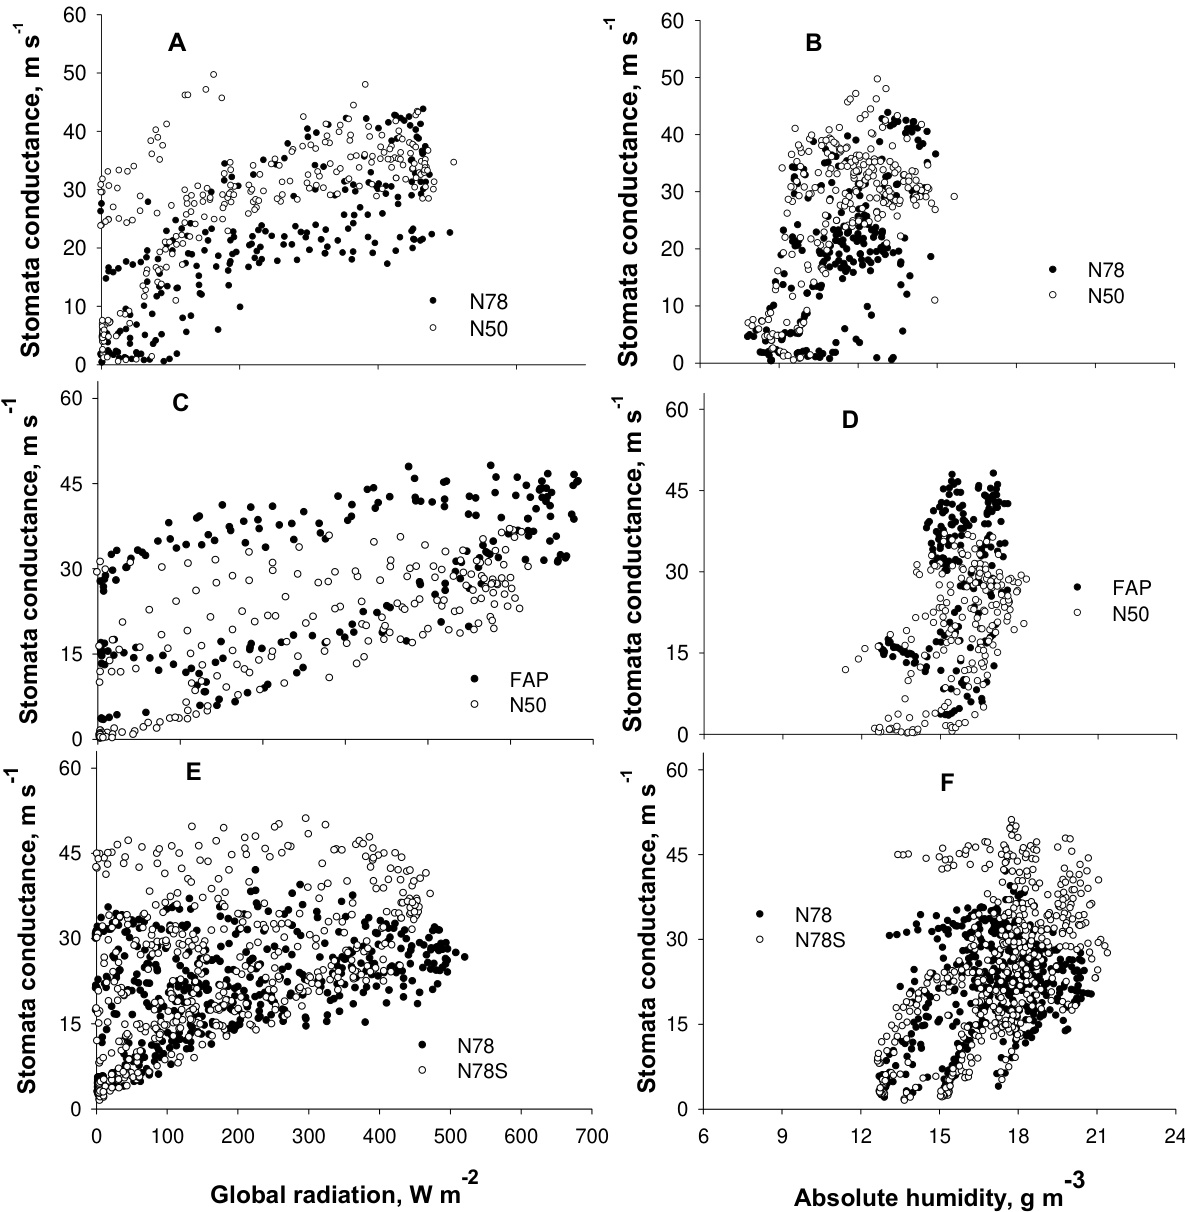 A
Stomata conductance, m s-1
60
50
40
30
20
10
0
N78
N50
B
Stomata conductance, m s-1
60
50
40
30
20
10
0
N78
N50
C
Stomata conductance, m s-1
60
45
30
15
0
FAP
N50
D
Stomata conductance, m s-1
60
45
30
15
0
FAP
N50
E
Stomata conductance, m s-1
60
45
30
15
0
N78
N78S
0 100 200 300 400 500 600 700
Global radiation, W m-2
F
Stomata conductance, m s-1
60
45
30
15
0
N78
N78S
6 9 12 15 18 21 24
Absolute humidity, g m-3